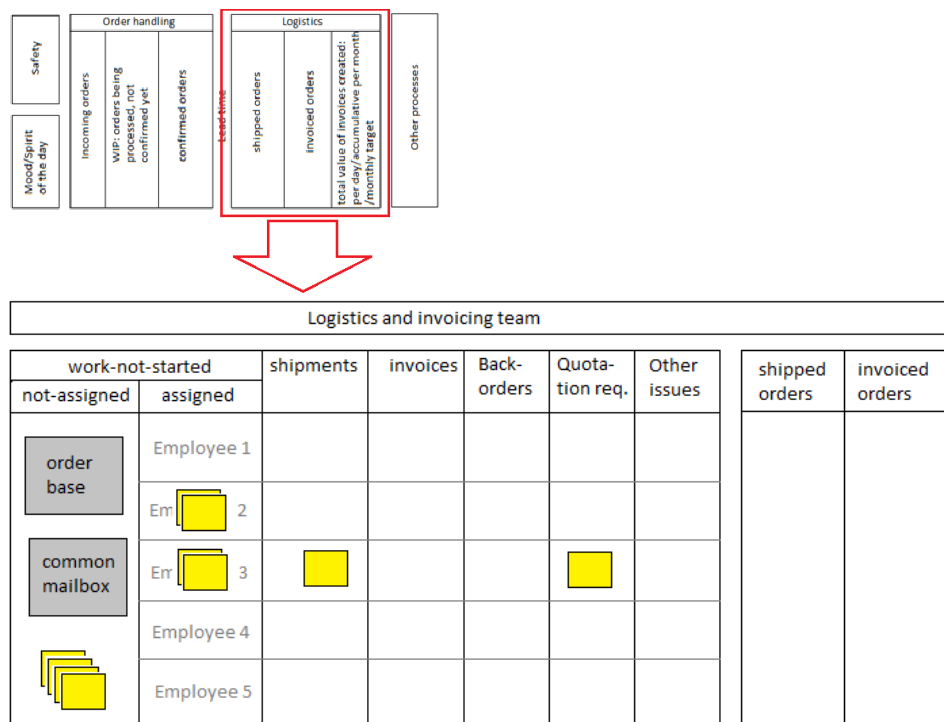 Order handling
Logistics
Safety
Mood/Spirit
of the day
Incoming orders
WIP: orders being
processed, not
confirmed yet
confirmed orders
Lead time
shipped orders
invoiced orders
total value of invoices created:
per day/accumulative per month
/monthly target
Other processes
Logistics and invoicing team
work-not-started
not-assigned
assigned
shipments
invoices
Back-
orders
Quota-
tion req.
Other
issues
shipped
orders
invoiced
orders
order
base
common
mailbox
Employee 1
Em 2
Em 3
Employee 4
Employee 5